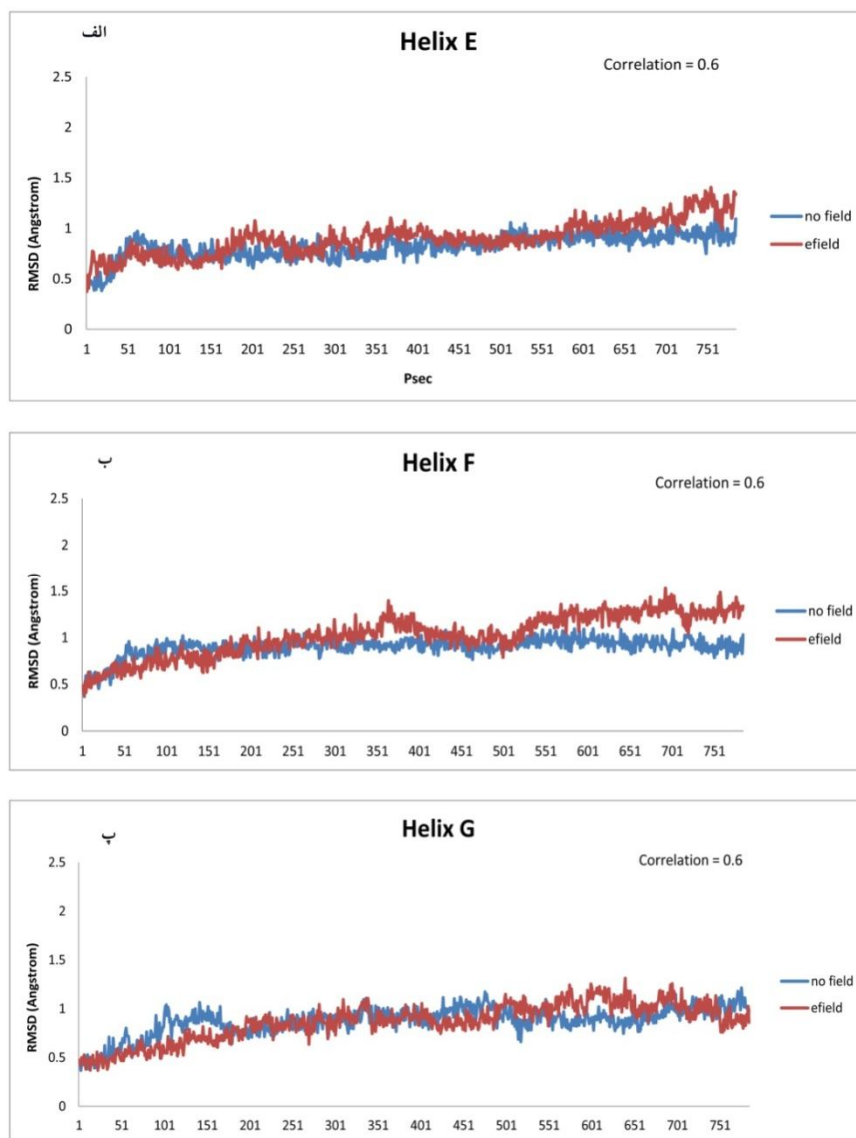 الف
Helix E
Correlation = 0.6
2.5
2
1.5
1
0.5
0
RMSD (Angstrom)
1 51 101 151 201 251 301 351 401 451 501 551 601 651 701 751
Psec
no field
efield
ب
Helix F
Correlation = 0.6
2.5
2
1.5
1
0.5
0
RMSD (Angstrom)
1 51 101 151 201 251 301 351 401 451 501 551 601 651 701 751
no field
efield
پ
Helix G
Correlation = 0.6
2.5
2
1.5
1
0.5
0
RMSD (Angstrom)
1 51 101 151 201 251 301 351 401 451 501 551 601 651 701 751
no field
efield